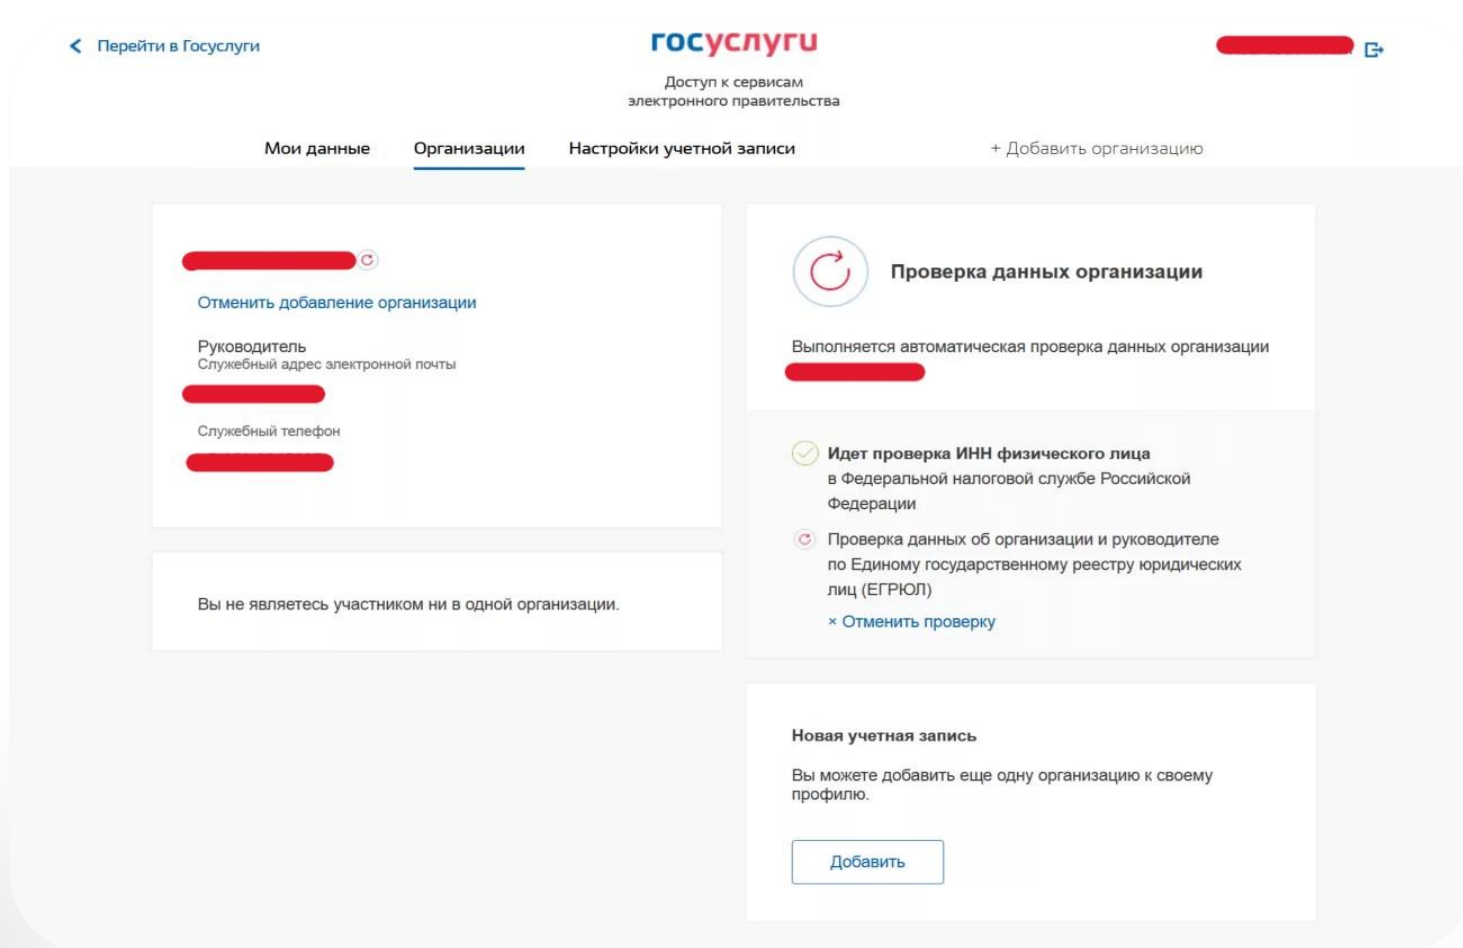 Перейти в Госуслуги
госуслуги
Доступ к сервисам
электронного правительства
Мои данные
Организации
Настройки учетной записи
+ Добавить организацию
Отменить добавление организации
Руководитель
Служебный адрес электронной почты
Служебный телефон
Вы не являетесь участником ни в одной организации.
Проверка данных организации
Выполняется автоматическая проверка данных организации
Идет проверка ИНН физического лица
в Федеральной налоговой службе Российской
Федерации
Проверка данных об организации и руководителе
по Единому государственному реестру юридических
лиц (ЕГРЮЛ)
× Отменить проверку
Новая учетная запись
Вы можете добавить еще одну организацию к своему
профилю.
Добавить